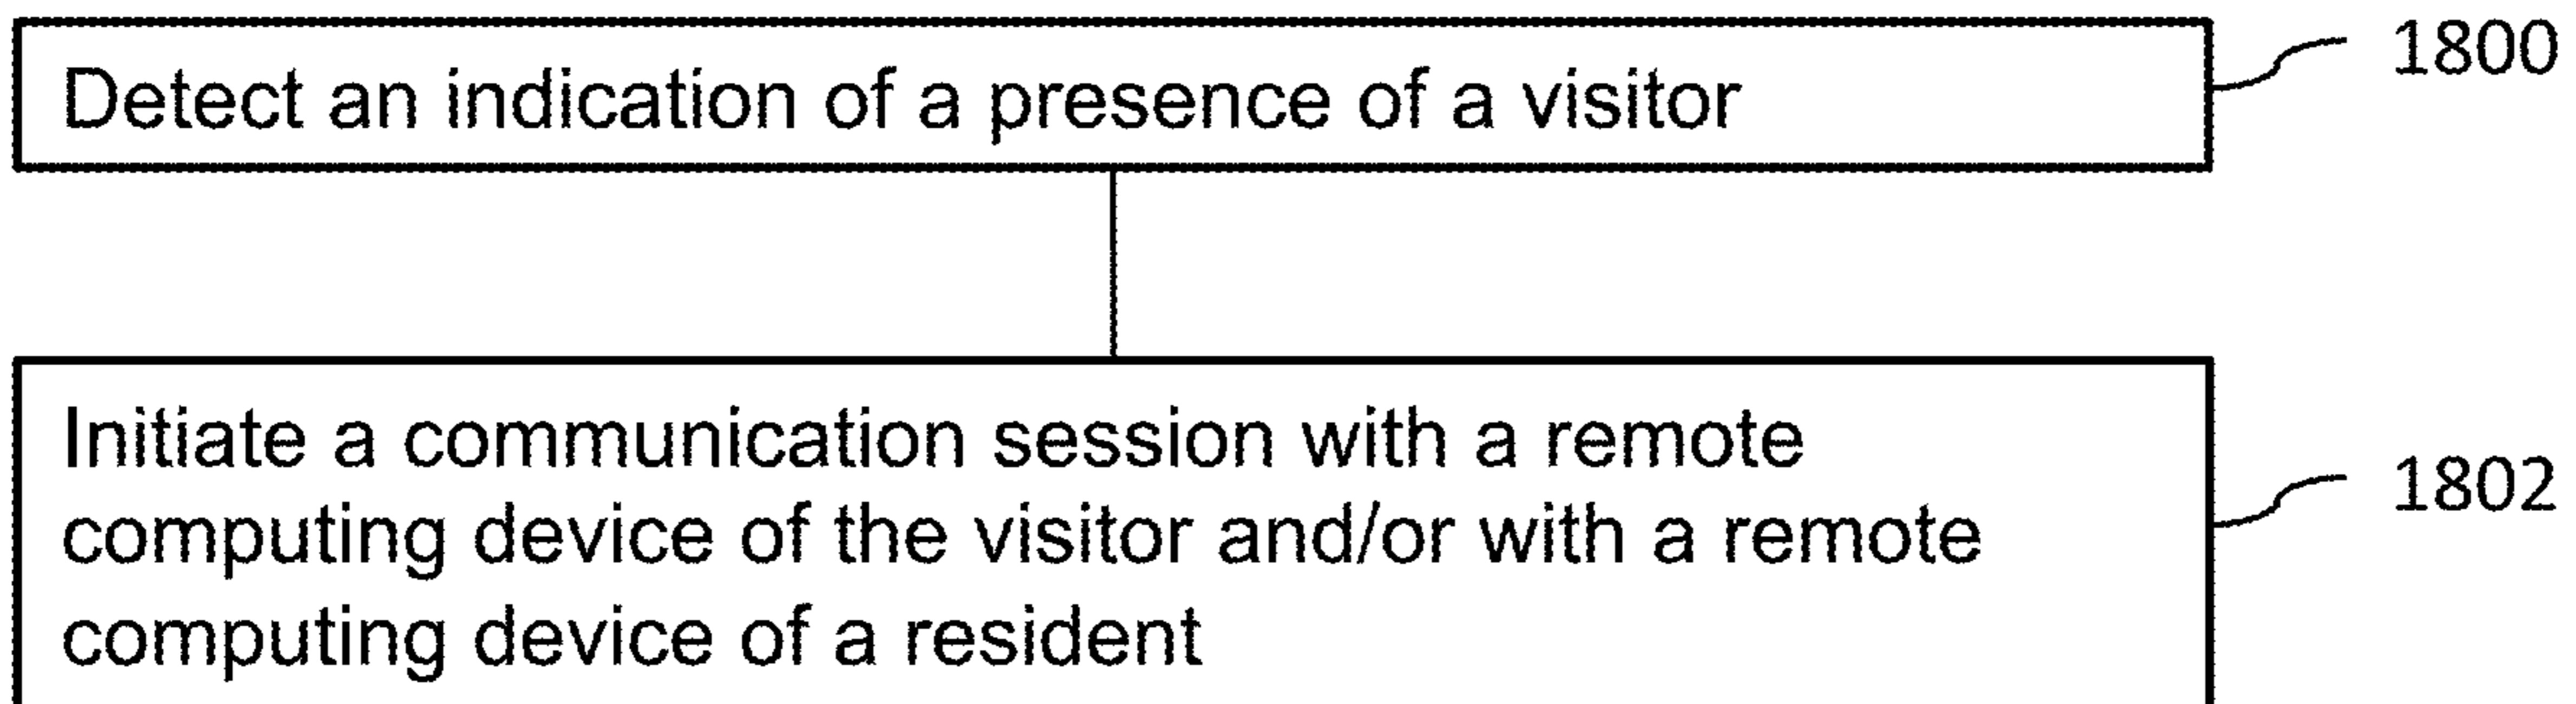 Detect an indication of a presence of a visitor
1800
Initiate a communication session with a remote
computing device of the visitor and/or with a remote
computing device of a resident
1802